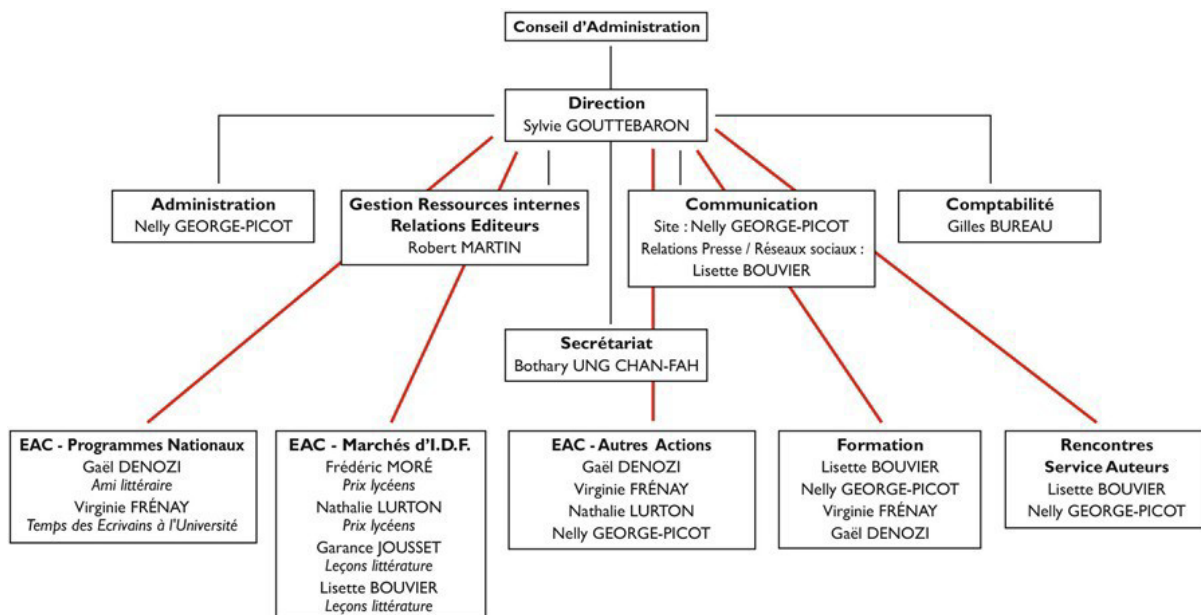 Conseil d'Administration
Direction
Sylvie GOUTTEBARON
Administration
Nelly GEORGE-PICOT
Gestion Ressources internes
Relations Editeurs
Robert MARTIN
Communication
Site : Nelly GEORGE-PICOT
Relations Presse / Réseaux sociaux :
Lisette BOUVIER
Comptabilité
Gilles BUREAU
Secrétariat
Bothary UNG CHAN-FAH
EAC - Programmes Nationaux
Gaël DENOZI
Ami littéraire
Virginie FRÉNAY
Temps des Ecrivains à l'Université
EAC - Marchés d'I.D.F.
Frédéric MORÉ
Prix lycéens
Nathalie LURTON
Prix lycéens
Garance JOUSSET
Leçons littérature
Lisette BOUVIER
Leçons littérature
EAC - Autres Actions
Gaël DENOZI
Virginie FRÉNAY
Nathalie LURTON
Nelly GEORGE-PICOT
Formation
Lisette BOUVIER
Nelly GEORGE-PICOT
Virginie FRÉNAY
Gaël DENOZI
Rencontres
Service Auteurs
Lisette BOUVIER
Nelly GEORGE-PICOT